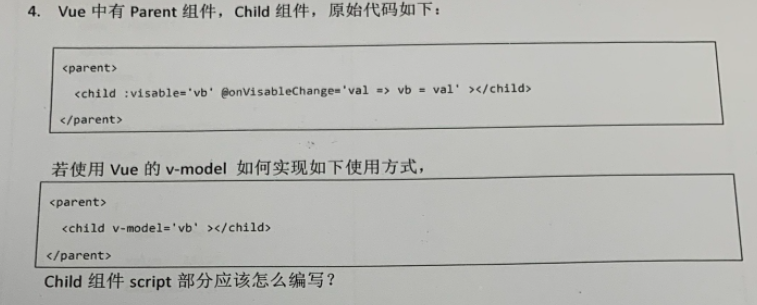 4. Vue 中有 Parent 组件，Child 组件，原始代码如下：
<parent>
<child :visable='vb' @onVisableChange='val => vb = val' ></child>
</parent>
若使用 Vue 的 v-model 如何实现如下使用方式，
<parent>
<child v-model='vb' ></child>
</parent>
Child 组件 script 部分应该怎么编写？